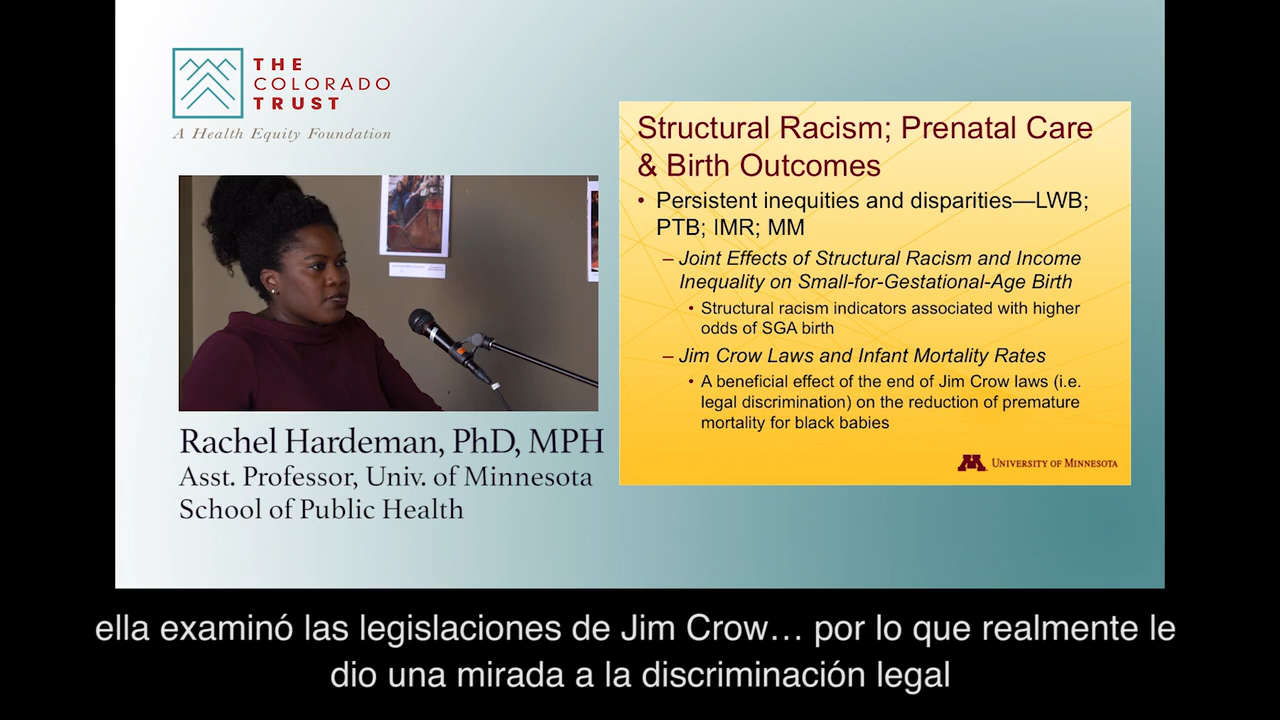 THE
COLORADO
TRUST
A Health Equity Foundation
Structural Racism; Prenatal Care
& Birth Outcomes
• Persistent inequities and disparities—LWB;
PTB; IMR; MM
– Joint Effects of Structural Racism and Income
Inequality on Small-for-Gestational-Age Birth
• Structural racism indicators associated with higher
odds of SGA birth
– Jim Crow Laws and Infant Mortality Rates
• A beneficial effect of the end of Jim Crow laws (i.e.
legal discrimination) on the reduction of premature
mortality for black babies
M UNIVERSITY OF MINNESOTA
Rachel Hardeman, PhD, MPH
Asst. Professor, Univ. of Minnesota
School of Public Health
ella examinó las legislaciones de Jim Crow… por lo que realmente le
dio una mirada a la discriminación legal